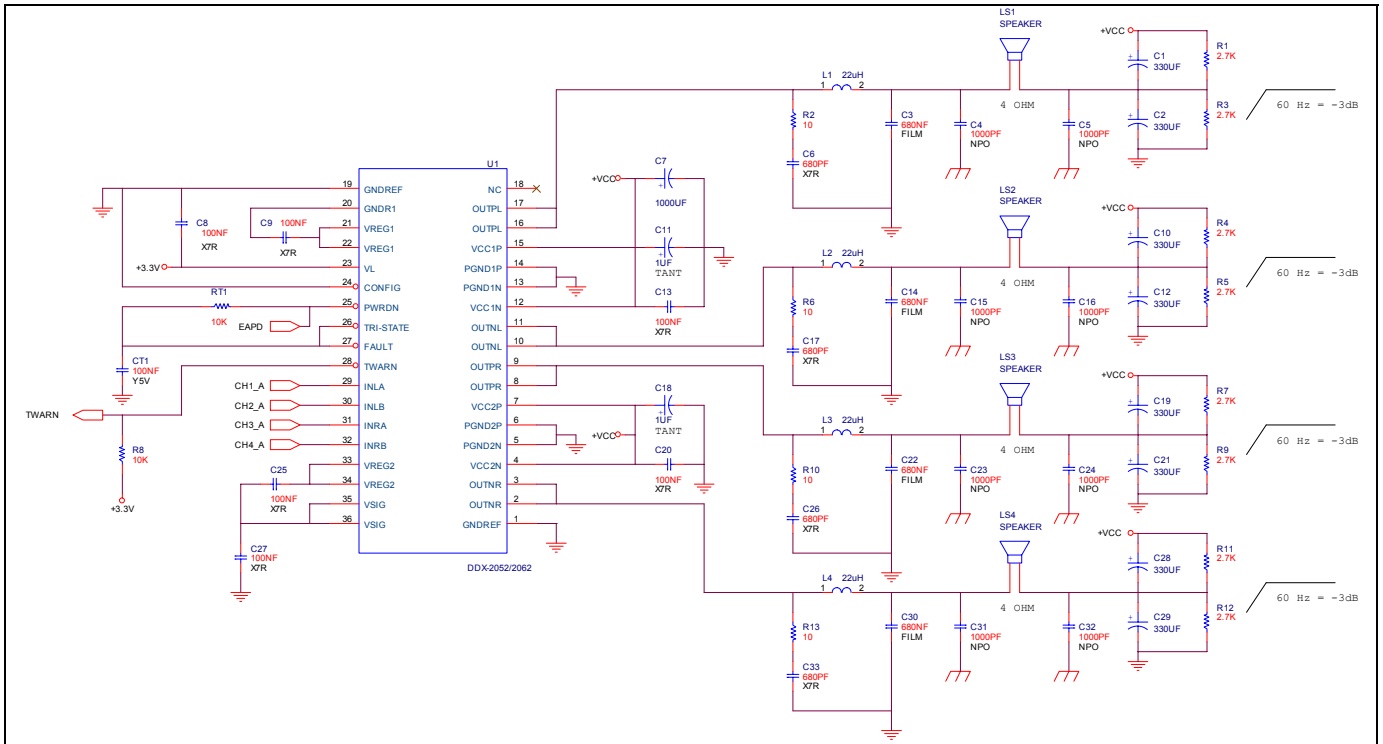 LS1
SPEAKER
4 OHM
+VCC
C1
330UF
R1
2.7K
C2
330UF
R3
2.7K
60 Hz = -3dB
L1 22uH
1 2
R2
10
C6
680PF
X7R
C3
680NF
FILM
C4
1000PF
NPO
C5
1000PF
NPO
LS2
SPEAKER
4 OHM
+VCC
C10
330UF
R4
2.7K
C12
330UF
R5
2.7K
60 Hz = -3dB
L2 22uH
1 2
R6
10
C17
680PF
X7R
C14
680NF
FILM
C15
1000PF
NPO
C16
1000PF
NPO
LS3
SPEAKER
4 OHM
+VCC
C19
330UF
R7
2.7K
C21
330UF
R9
2.7K
60 Hz = -3dB
L3 22uH
1 2
R10
10
C26
680PF
X7R
C22
680NF
FILM
C23
1000PF
NPO
C24
1000PF
NPO
LS4
SPEAKER
4 OHM
+VCC
C28
330UF
R11
2.7K
C29
330UF
R12
2.7K
60 Hz = -3dB
L4 22uH
1 2
R13
10
C33
680PF
X7R
C30
680NF
FILM
C31
1000PF
NPO
C32
1000PF
NPO
U1
19 GNDREF
20 GNDR1
21 VREG1
22 VREG1
23 VL
24 CONFIG
25 PWRDN
26 TRI-STATE
27 FAULT
28 TWARN
29 INLA
30 INLB
31 INRA
32 INRB
33 VREG2
34 VREG2
35 VSIG
36 VSIG
NC 18
OUTPL 17
OUTPL 16
VCC1P 15
PGND1P 14
PGND1N 13
VCC1N 12
OUTNL 11
OUTNL 10
OUTPR 9
OUTPR 8
VCC2P 7
PGND2P 6
PGND2N 5
VCC2N 4
OUTNR 3
OUTNR 2
GNDREF 1
DDX-2052/2062
C8
100NF
X7R
C9 100NF
X7R
+3.3V
RT1
10K
EAPD
CT1
100NF
Y5V
TWARN
R8
10K
+3.3V
CH1_A
CH2_A
CH3_A
CH4_A
C25
100NF
X7R
C27
100NF
X7R
+VCC
C7
+
1000UF
C11
+
1UF
TANT
C13
100NF
X7R
C18
+
1UF
TANT
+VCC
C20
100NF
X7R